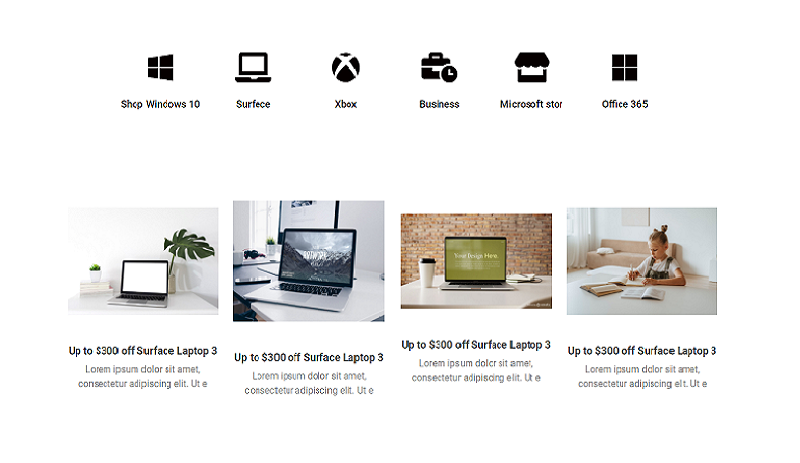 Shop Windows 10
Surfece
Xbox
Business
Microsoft stor
Office 365
Your Design Here
Up to $300 off Surface Laptop 3
Lorem ipsum dolor sit amet,
consectetur adipiscing elit. Ut e
Up to $300 off Surface Laptop 3
Lorem ipsum dolor sit amet,
consectetur adipiscing elit. Ut e
Up to $300 off Surface Laptop 3
Lorem ipsum dolor sit amet,
consectetur adipiscing elit. Ut e
Up to $300 off Surface Laptop 3
Lorem ipsum dolor sit amet,
consectetur adipiscing elit. Ut e